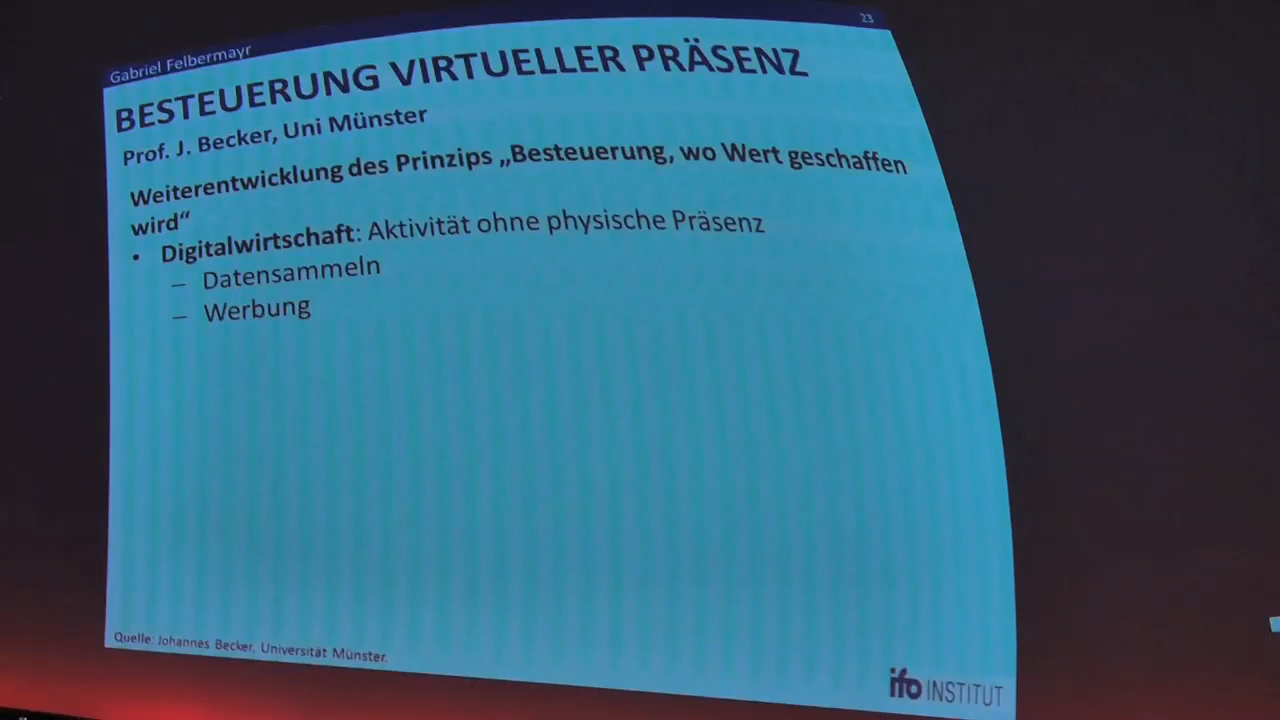 23
Gabriel Felbermayr
BESTEUERUNG VIRTUELLER PRÄSENZ
Prof. J. Becker, Uni Münster
Weiterentwicklung des Prinzips „Besteuerung, wo Wert geschaffen
wird“
• Digitalwirtschaft: Aktivität ohne physische Präsenz
– Datensammeln
– Werbung
Quelle: Johannes Becker, Universität Münster.
ifo INSTITUT